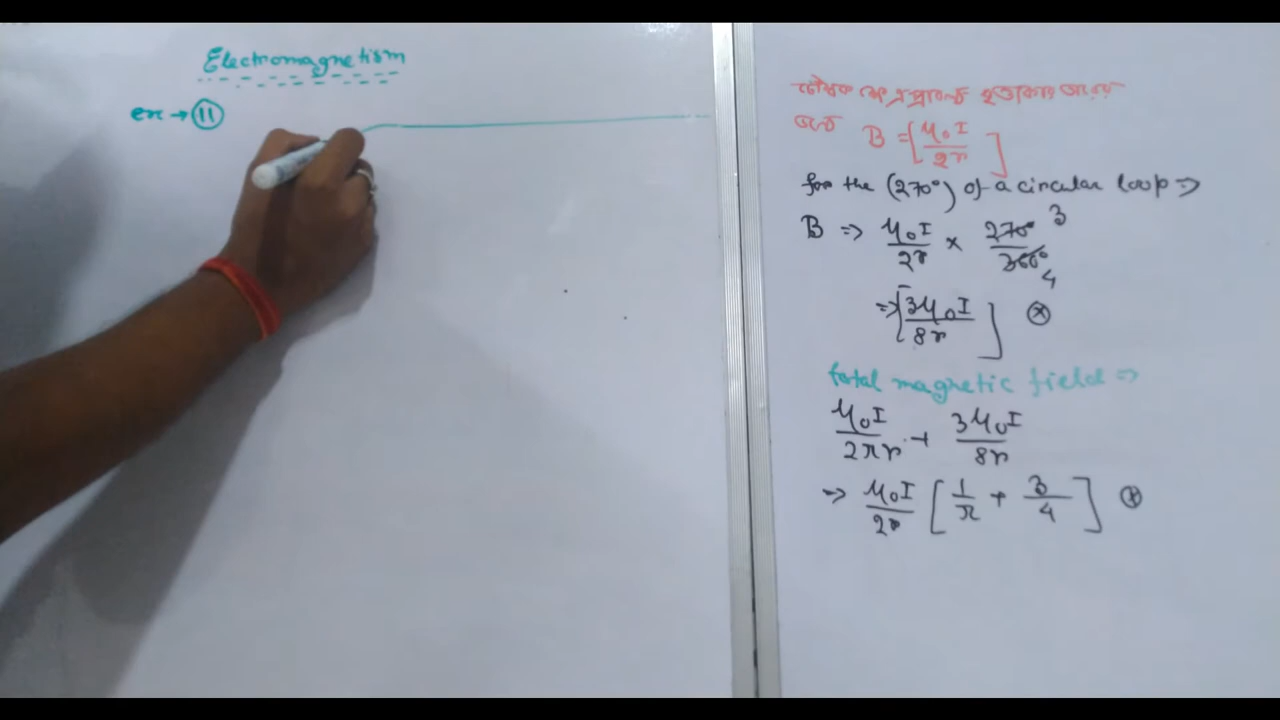 Electromagnetism
ex → ⑪
B = [μ₀I / 2r]
for the (270°) of a circular loop ⇒
B ⇒ μ₀I / 2r × 270° / 360° 3 4
⇒ [3μ₀I / 8r] ⊗
total magnetic field ⇒
μ₀I / 2πr + 3μ₀I / 8r
⇒ μ₀I / 2r [1 / π + 3 / 4] ⊗